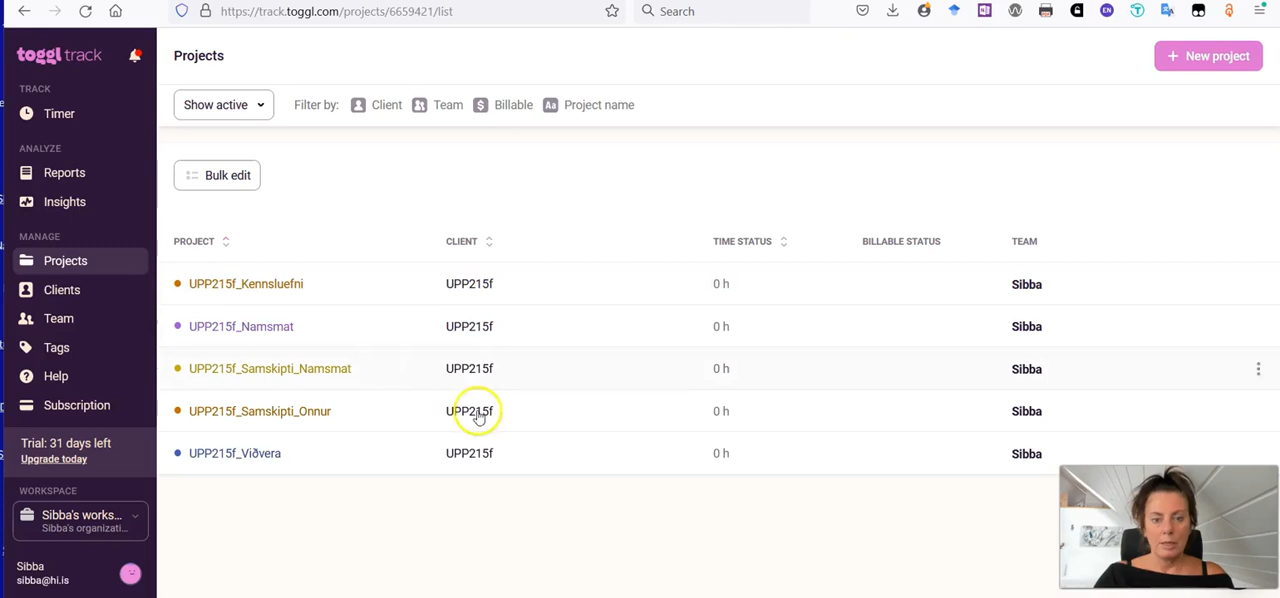 https://track.toggl.com/projects/6659421/list
Search
EN
toggl track
TRACK
Timer
ANALYZE
Reports
Insights
MANAGE
Projects
Clients
Team
Tags
Help
Subscription
Trial: 31 days left
Upgrade today
WORKSPACE
Sibba's works...
Sibba's organizati...
Sibba
sibba@hi.is
Projects
+ New project
Show active
Filter by: Client Team $ Billable Aa Project name
Bulk edit
PROJECT CLIENT TIME STATUS BILLABLE STATUS TEAM
UPP215f_Kennsluefni UPP215f 0 h Sibba
UPP215f_Namsmat UPP215f 0 h Sibba
UPP215f_Samskipti_Namsmat UPP215f 0 h Sibba
UPP215f_Samskipti_Onnur UPP215f 0 h Sibba
UPP215f_Viðvera UPP215f 0 h Sibba